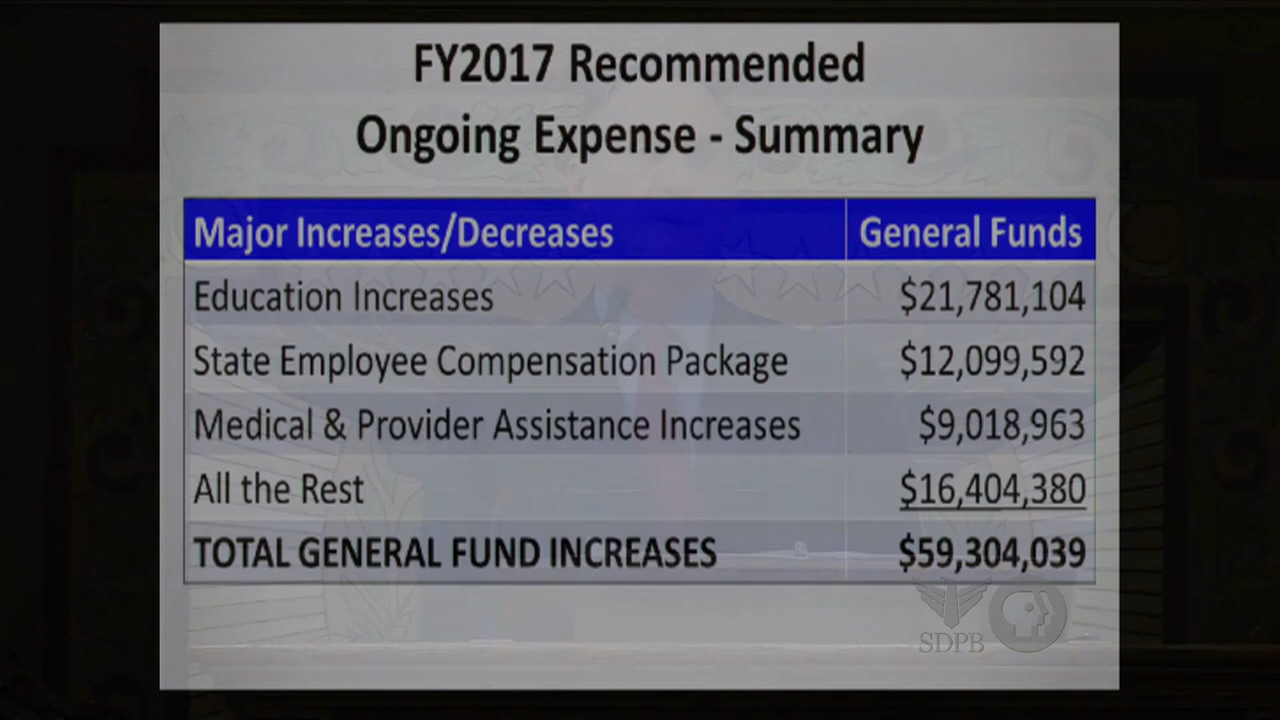 FY2017 Recommended
Ongoing Expense - Summary
Major Increases/Decreases General Funds
Education Increases $21,781,104
State Employee Compensation Package $12,099,592
Medical & Provider Assistance Increases $9,018,963
All the Rest $16,404,380
TOTAL GENERAL FUND INCREASES $59,304,039
SDPB